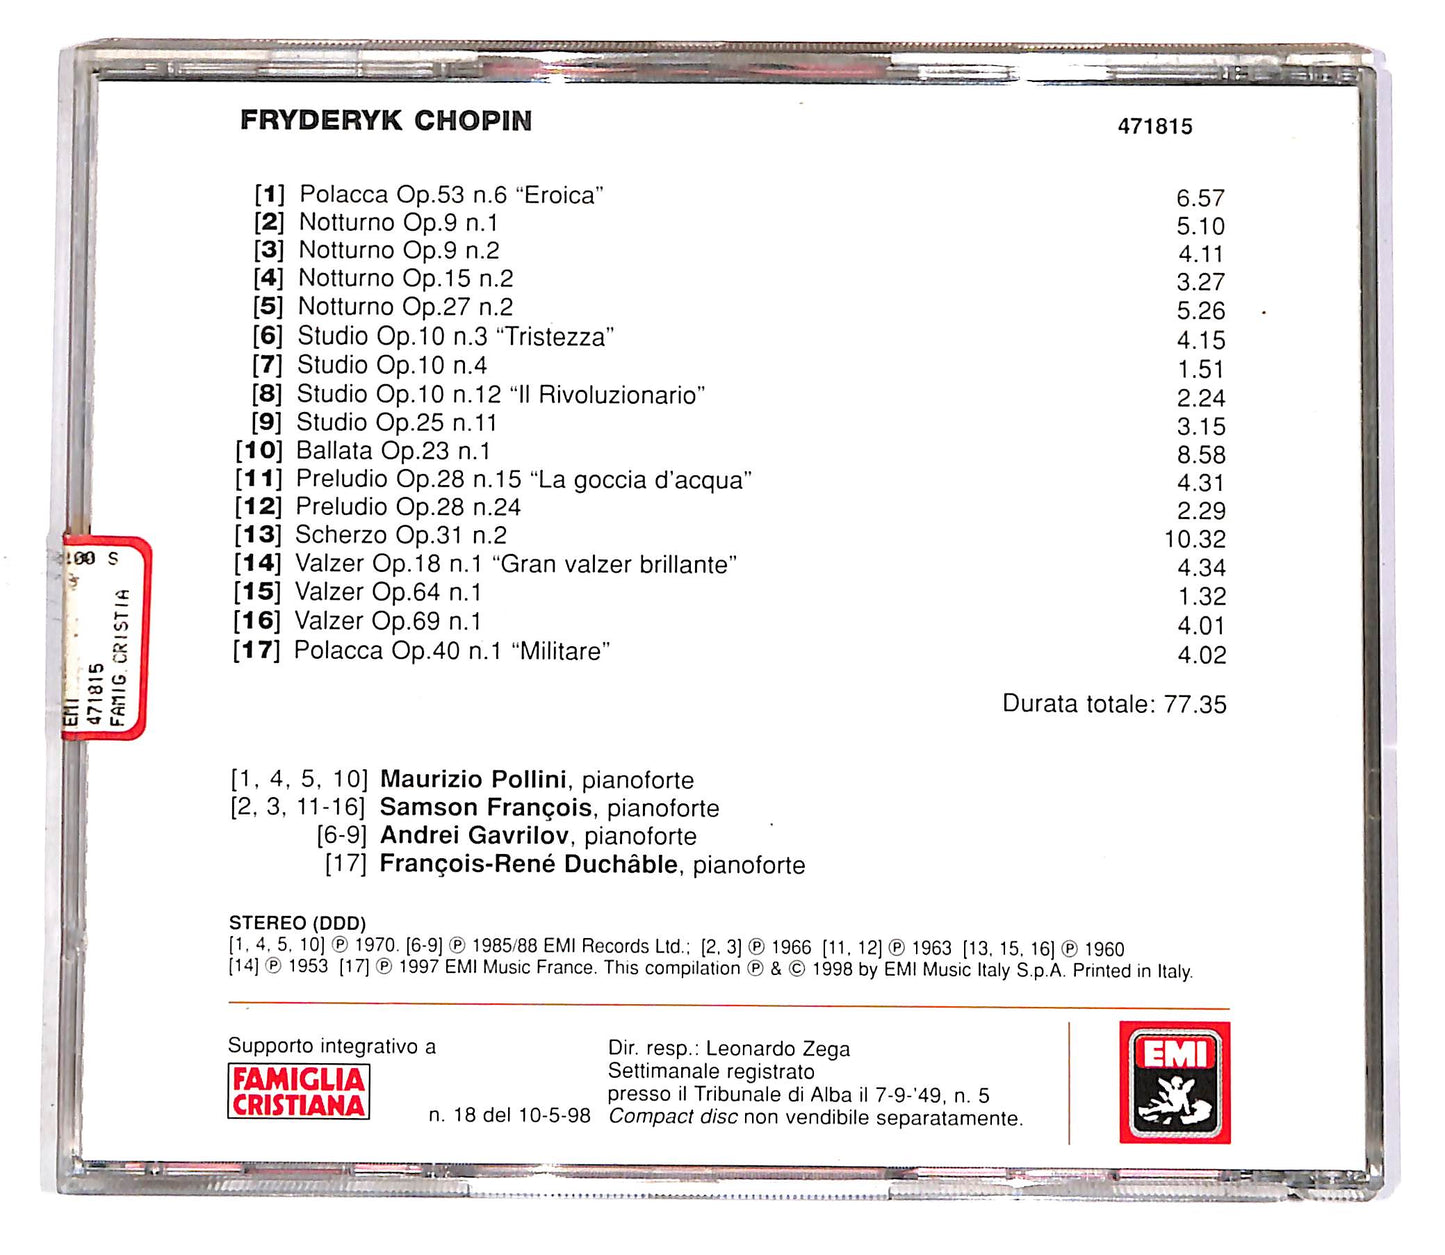 FRYDERYK CHOPIN 471815
[1] Polacca Op.53 n.6 “Eroica” 6.57
[2] Notturno Op.9 n.1 5.10
[3] Notturno Op.9 n.2 4.11
[4] Notturno Op.15 n.2 3.27
[5] Notturno Op.27 n.2 5.26
[6] Studio Op.10 n.3 “Tristezza” 4.15
[7] Studio Op.10 n.4 1.51
[8] Studio Op.10 n.12 “Il Rivoluzionario” 2.24
[9] Studio Op.25 n.11 3.15
[10] Ballata Op.23 n.1 8.58
[11] Preludio Op.28 n.15 “La goccia d’acqua” 4.31
[12] Preludio Op.28 n.24 2.29
[13] Scherzo Op.31 n.2 10.32
[14] Valzer Op.18 n.1 “Gran valzer brillante” 4.34
[15] Valzer Op.64 n.1 1.32
[16] Valzer Op.69 n.1 4.01
[17] Polacca Op.40 n.1 “Militare” 4.02
Durata totale: 77.35
00 S
EMI
471815
FAMIG.CRISTIA
[1, 4, 5, 10] Maurizio Pollini, pianoforte
[2, 3, 11-16] Samson François, pianoforte
[6-9] Andrei Gavrilov, pianoforte
[17] François-René Duchâble, pianoforte
STEREO (DDD)
[1, 4, 5, 10] ℗ 1970. [6-9] ℗ 1985/88 EMI Records Ltd.; [2, 3] ℗ 1966 [11, 12] ℗ 1963 [13, 15, 16] ℗ 1960
[14] ℗ 1953 [17] ℗ 1997 EMI Music France. This compilation ℗ & © 1998 by EMI Music Italy S.p.A. Printed in Italy.
Supporto integrativo a
FAMIGLIA
CRISTIANA
n. 18 del 10-5-98
Dir. resp.: Leonardo Zega
Settimanale registrato
presso il Tribunale di Alba il 7-9-'49, n. 5
Compact disc non vendibile separatamente.
EMI